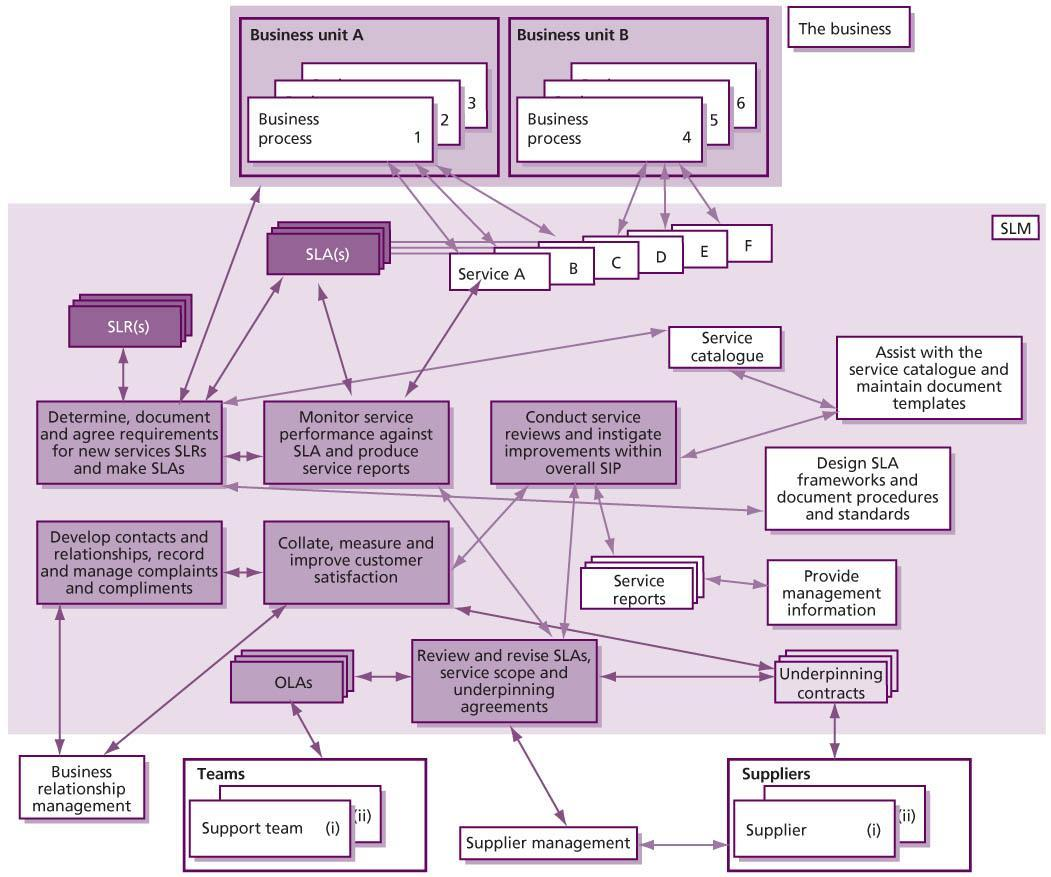 Business unit A
Business unit B
The business
3
2
Business
process
1
6
5
Business
process
4
SLM
SLA(s)
Service A
B
C
D
E
F
SLR(s)
Service
catalogue
Assist with the
service catalogue and
maintain document
templates
Determine, document
and agree requirements
for new services SLRs
and make SLAs
Monitor service
performance against
SLA and produce
service reports
Conduct service
reviews and instigate
improvements within
overall SIP
Design SLA
frameworks and
document procedures
and standards
Develop contacts and
relationships, record
and manage complaints
and compliments
Collate, measure and
improve customer
satisfaction
Service
reports
Provide
management
information
OLAs
Review and revise SLAs,
service scope and
underpinning
agreements
Underpinning
contracts
Business
relationship
management
Teams
(ii)
Support team (i)
Supplier management
Suppliers
(ii)
Supplier (i)